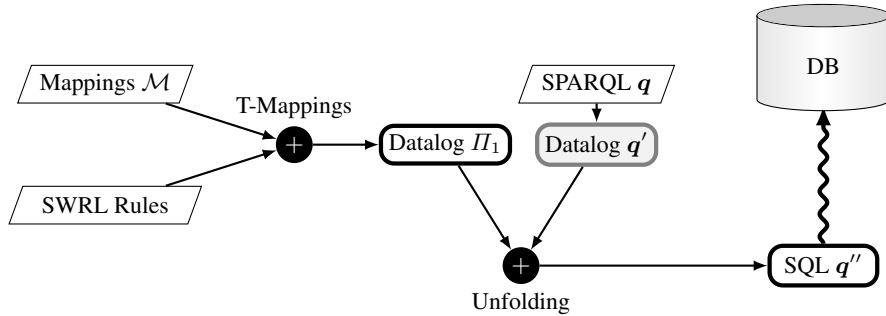 DB
Mappings ℳ
SPARQL q
T-Mappings
+
Datalog Π₁
Datalog q′
SWRL Rules
+
SQL q″
Unfolding